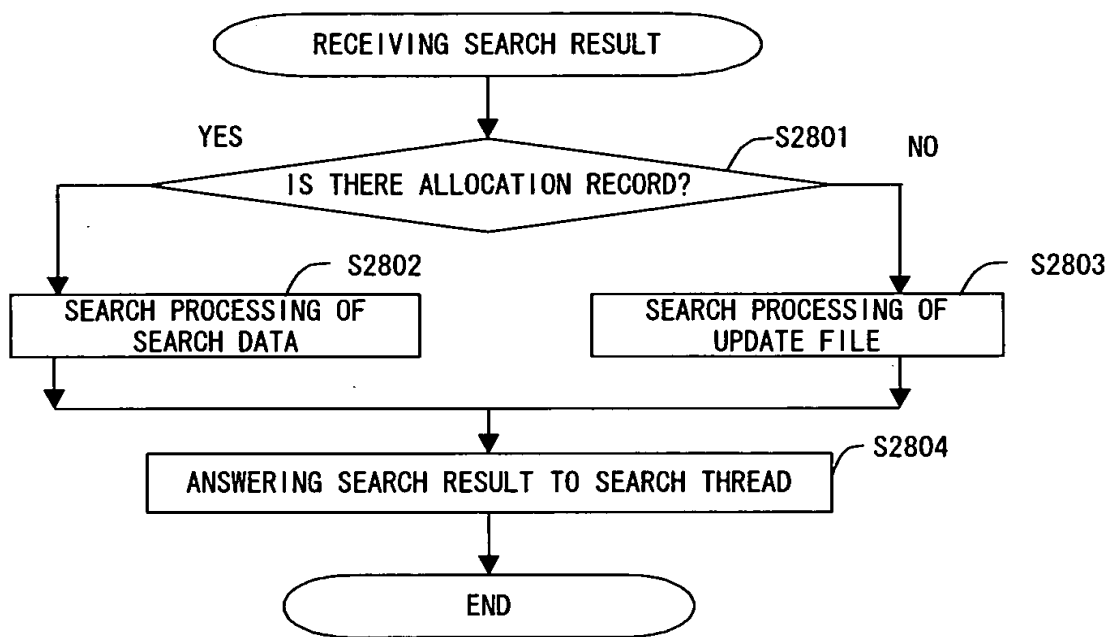 RECEIVING SEARCH RESULT
YES
S2801
NO
IS THERE ALLOCATION RECORD?
S2802
S2803
SEARCH PROCESSING OF
SEARCH DATA
SEARCH PROCESSING OF
UPDATE FILE
S2804
ANSWERING SEARCH RESULT TO SEARCH THREAD
END